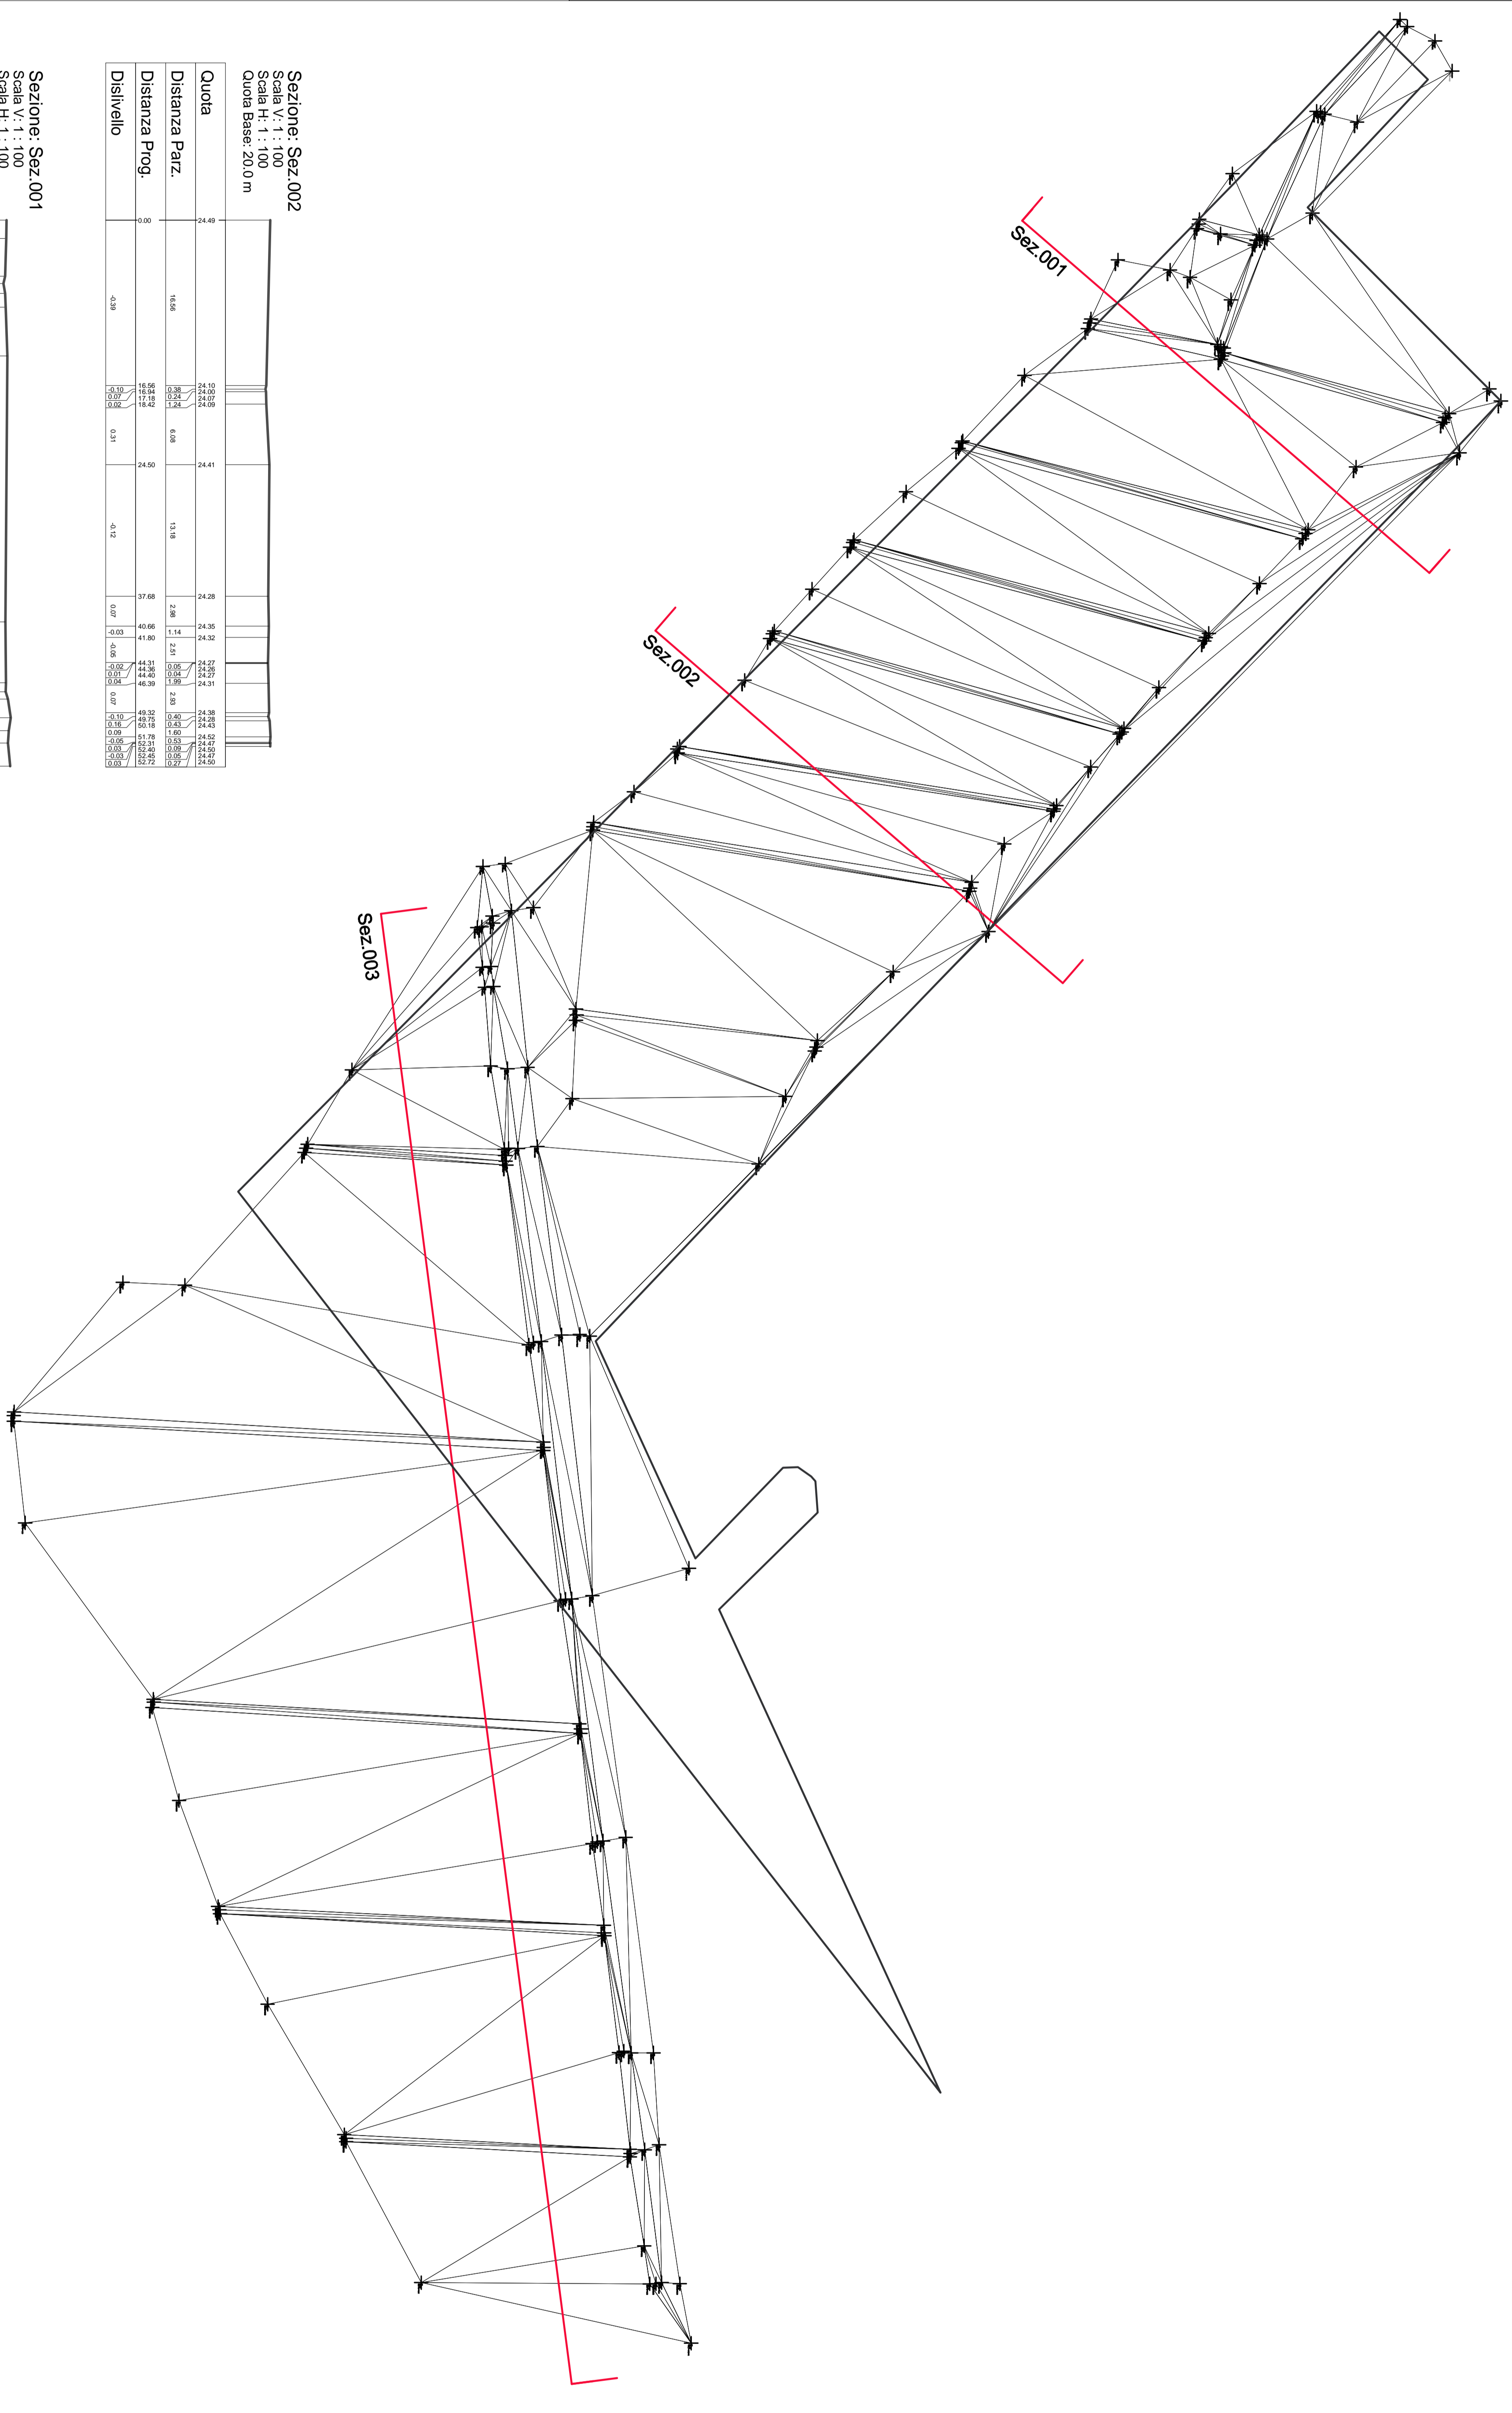 Sezione: Sez.002
Scala V: 1 : 100
Scala H: 1 : 100
Quota Base: 20.0 m
Quota 24.49 24.10 24.00 24.07 24.09 24.41 24.28 24.35 24.32 24.27 24.26 24.27 24.31 24.38 24.28 24.43 24.52 24.47 24.50 24.47 24.50
Distanza Parz. 16.56 0.38 0.24 1.24 6.08 13.18 2.98 1.14 2.51 0.05 0.04 1.99 2.93 0.40 0.43 1.60 0.53 0.09 0.05 0.27
Distanza Prog. 0.00 16.56 16.94 17.18 18.42 24.50 37.68 40.66 41.80 44.31 44.36 44.40 46.39 49.32 49.75 50.18 51.78 52.31 52.40 52.45 52.72
Dislivello -0.39 -0.10 0.07 0.02 0.31 -0.12 0.07 -0.03 -0.05 -0.02 0.01 0.04 0.07 -0.10 0.16 0.09 -0.05 0.03 -0.03 0.03
Sezione: Sez.001
Scala V: 1 : 100
Scala H: 1 : 100
Sez.001
Sez.002
Sez.003